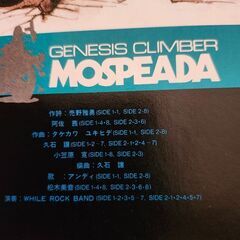 GENESIS CLIMBER
MOSPEADA
作詩：売野雅勇(SIDE 1-1, SIDE 2-8)
阿佐 茜(SIDE 1-4・8, SIDE 2-3・6)
作曲：タケカワ ユキヒデ(SIDE 1-1, SIDE 2-8)
久石 譲(SIDE 1-2~7, SIDE 2-1・2・4~7)
小笠原 寛(SIDE 1-8, SIDE 2-3)
編曲：久石 譲
歌：アンディ(SIDE 1-1, SIDE 2-8)
松木美音(SIDE 1-4・8, SIDE 2-3・6・8)
演奏：WHILE ROCK BAND(SIDE 1-1・2・3・5~7, SIDE 2-1・2・4・5・7)